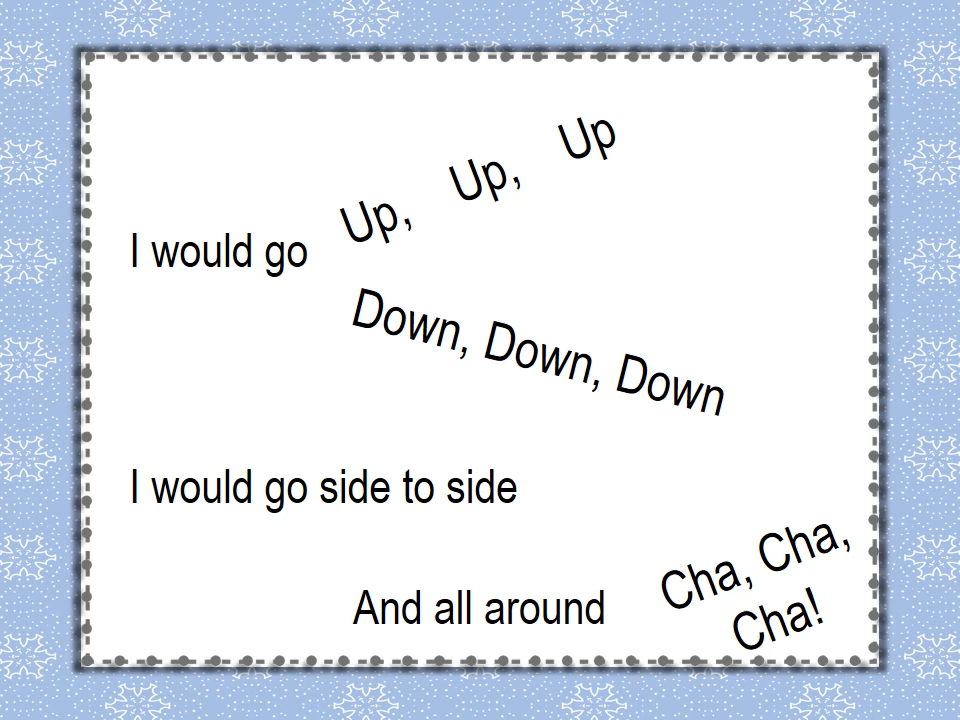 I would go Up, Up, Up
Down, Down, Down
I would go side to side
And all around Cha, Cha,
Cha!